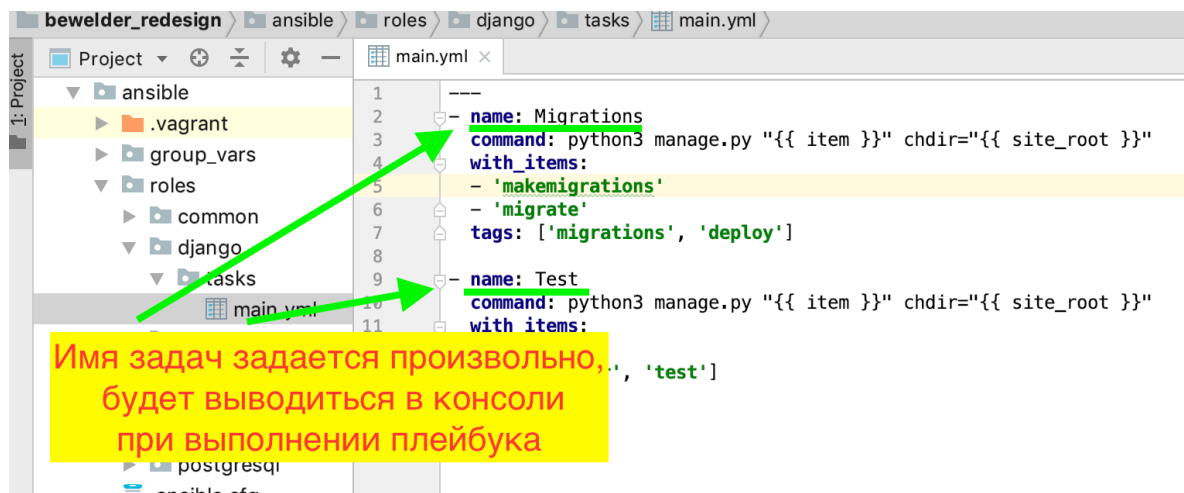 bewelder_redesign ansible roles django tasks main.yml
1: Project
Project
main.yml
ansible
.vagrant
group_vars
roles
common
django
tasks
main.yml
postgresql
ansible.cfg
1 ---
2 - name: Migrations
3 command: python3 manage.py "{{ item }}" chdir="{{ site_root }}"
4 with_items:
5 - 'makemigrations'
6 - 'migrate'
7 tags: ['migrations', 'deploy']
8
9 - name: Test
10 command: python3 manage.py "{{ item }}" chdir="{{ site_root }}"
11 with_items:
', 'test']
Имя задач задается произвольно,
будет выводиться в консоли
при выполнении плейбука